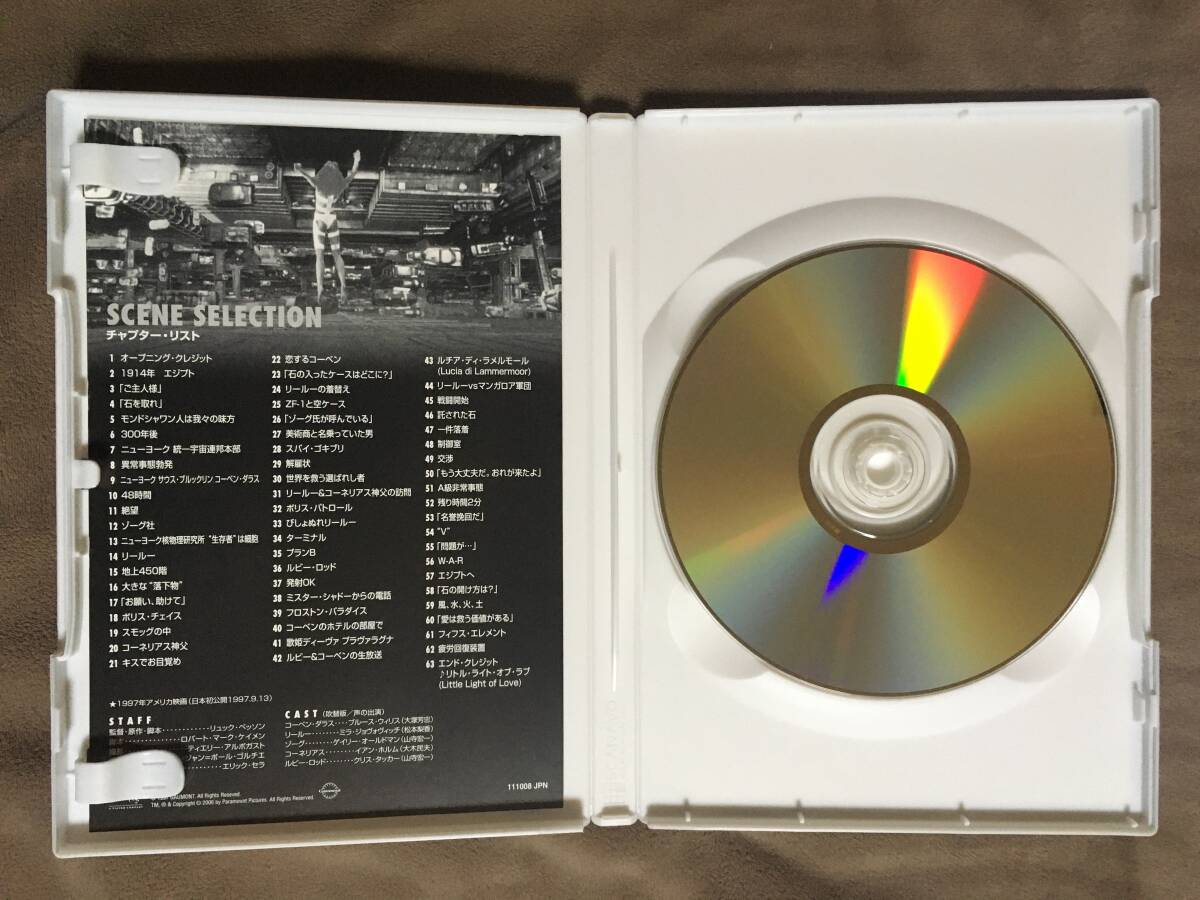 SCENE SELECTION
チャプター・リスト
1 オープニング・クレジット
2 1914年 エジプト
3 「ご主人様」
4 「石を取れ」
5 モンドシャワン人は我々の味方
6 300年後
7 ニューヨーク 統一宇宙連邦本部
8 異常事態勃発
9 ニューヨーク サウス・ブルックリン コーベン・ダラス
10 48時間
11 絶望
12 ゾーグ社
13 ニューヨーク核物理研究所 "生存者"は細胞
14 リールー
15 地上450階
16 大きな"落下物"
17 「お願い、助けて」
18 ポリス・チェイス
19 スモッグの中
20 コーネリアス神父
21 キスでお目覚め
22 恋するコーベン
23 「石の入ったケースはどこに?」
24 リールーの着替え
25 ZF-1と空ケース
26 「ゾーグ氏が呼んでいる」
27 美術商と名乗っていた男
28 スパイ・ゴキブリ
29 解雇状
30 世界を救う選ばれし者
31 リールー&コーネリアス神父の訪問
32 ポリス・パトロール
33 びしょぬれリールー
34 ターミナル
35 プランB
36 ルビー・ロッド
37 発射OK
38 ミスター・シャドーからの電話
39 フロストン・パラダイス
40 コーベンのホテルの部屋で
41 歌姫ディーヴァ プラヴァラグナ
42 ルビー&コーベンの生放送
43 ルチア・ディ・ラメルモール
(Lucia di Lammermoor)
44 リールーvsマンガロア軍団
45 戦闘開始
46 託された石
47 一件落着
48 制御室
49 交渉
50 「もう大丈夫だ。おれが来たよ」
51 A級非常事態
52 残り時間2分
53 「名誉挽回だ」
54 "V"
55 「問題が…」
56 W-A-R
57 エジプトへ
58 「石の開け方は?」
59 風、水、火、土
60 「愛は救う価値がある」
61 フィフス・エレメント
62 疲労回復装置
63 エンド・クレジット
♪リトル・ライト・オブ・ラブ
(Little Light of Love)
★1997年アメリカ映画(日本初公開1997.9.13)
STAFF
監督・原作・脚本…………リュック・ベッソン
脚本…………ロバート・マーク・ケイメン
ティエリー・アルボガスト
ジャン=ポール・ゴルチエ
エリック・セラ
CAST (吹替版/声の出演)
コーベン・ダラス‥‥ブルース・ウィリス(大塚芳忠)
リールー‥‥‥ミラ・ジョヴォヴィッチ(松本梨香)
ゾーグ‥‥‥‥ゲイリー・オールドマン(山寺宏一)
コーネリアス‥‥‥‥イアン・ホルム(大木民夫)
ルビー・ロッド‥‥‥クリス・タッカー(山寺宏一)
GAUMONT. All Rights Reserved.
TM, ® & Copyright © 2006 by Paramount Pictures. All Rights Reserved.
111008 JPN